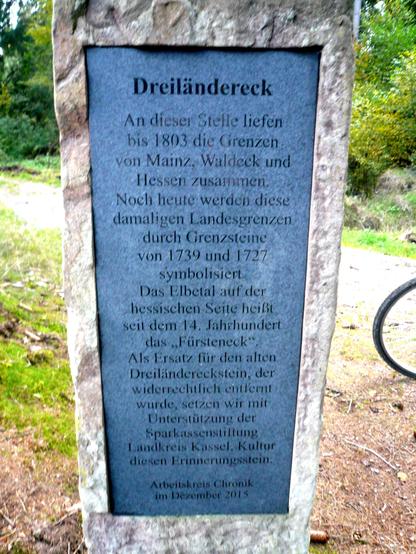 Dreiländereck
An dieser Stelle liefen
bis 1803 die Grenzen
von Mainz, Waldeck und
Hessen zusammen.
Noch heute werden diese
damaligen Landesgrenzen
durch Grenzsteine
von 1739 und 1727
symbolisiert.
Das Elbetal auf der
hessischen Seite heißt
seit dem 14. Jahrhundert
das „Fürsteneck“.
Als Ersatz für den alten
Dreiländereckstein, der
widerrechtlich entfernt
wurde, setzen wir mit
Unterstützung der
Sparkassenstiftung
Landkreis Kassel, Kultur
diesen Erinnerungsstein.
Arbeitskreis Chronik
im Dezember 2015